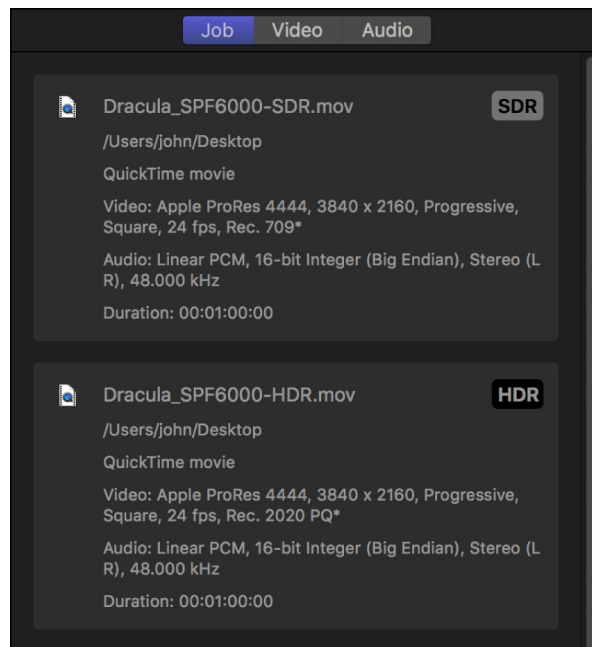 Job Video Audio
Dracula_SPF6000-SDR.mov SDR
/Users/john/Desktop
QuickTime movie
Video: Apple ProRes 4444, 3840 x 2160, Progressive,
Square, 24 fps, Rec. 709*
Audio: Linear PCM, 16-bit Integer (Big Endian), Stereo (L
R), 48.000 kHz
Duration: 00:01:00:00
Dracula_SPF6000-HDR.mov HDR
/Users/john/Desktop
QuickTime movie
Video: Apple ProRes 4444, 3840 x 2160, Progressive,
Square, 24 fps, Rec. 2020 PQ*
Audio: Linear PCM, 16-bit Integer (Big Endian), Stereo (L
R), 48.000 kHz
Duration: 00:01:00:00